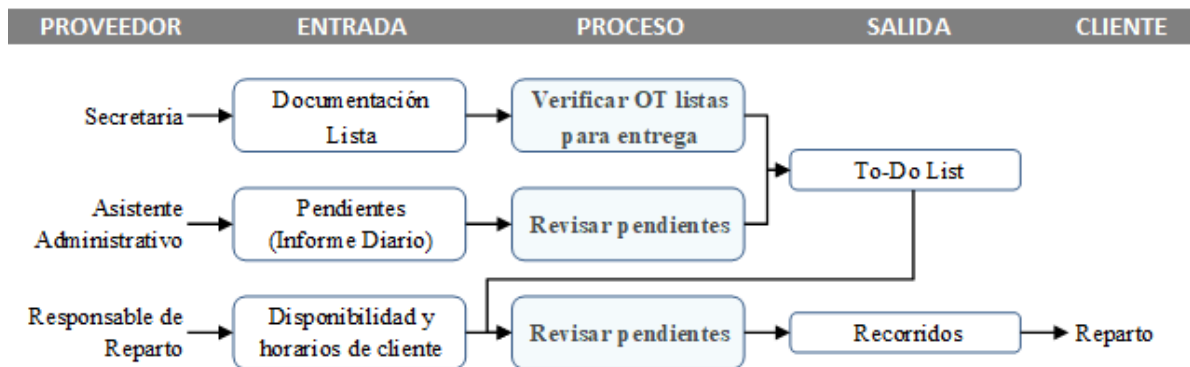 PROVEEDOR ENTRADA PROCESO SALIDA CLIENTE
Secretaria
Documentación
Lista
Verificar OT listas
para entrega
To-Do List
Asistente
Administrativo
Pendientes
(Informe Diario)
Revisar pendientes
Responsable de
Reparto
Disponibilidad y
horarios de cliente
Revisar pendientes
Recorridos
Reparto